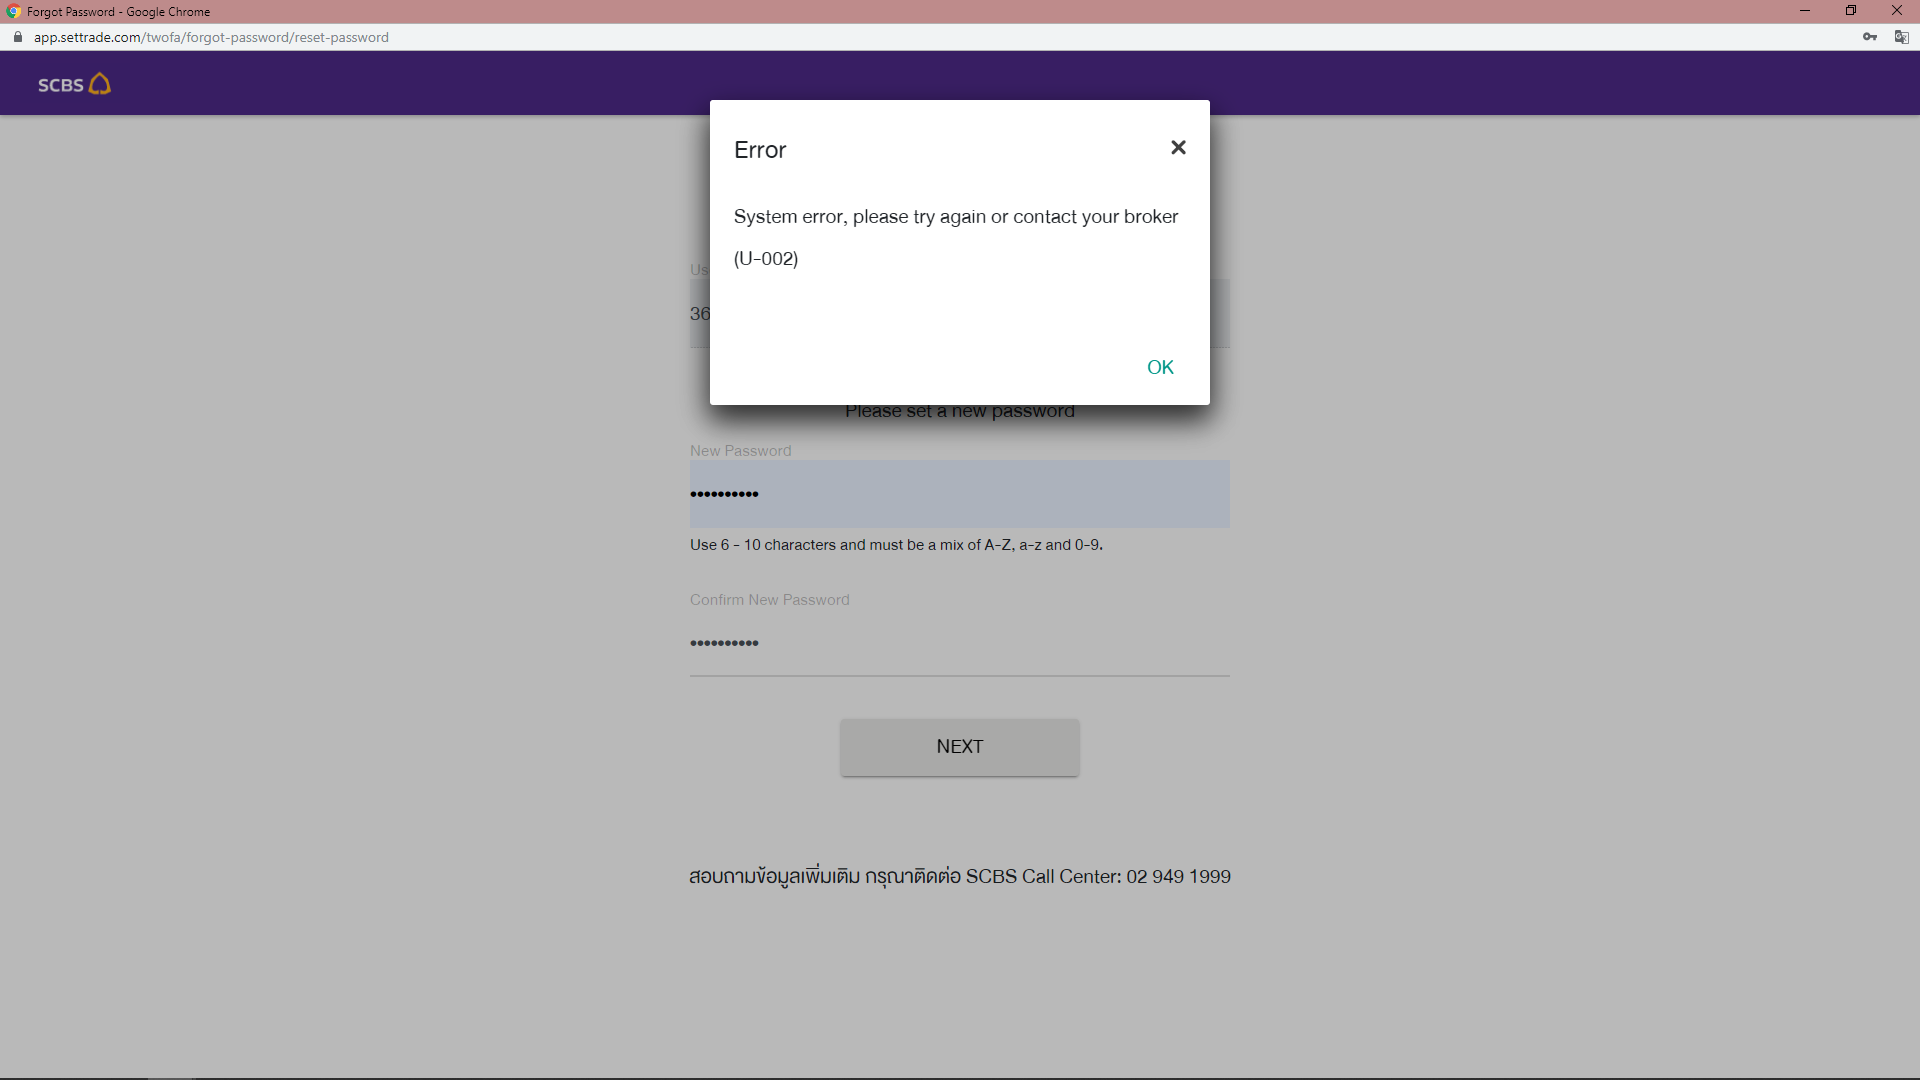 Forgot Password - Google Chrome
app.settrade.com/twofa/forgot-password/reset-password
SCBS
Error
System error, please try again or contact your broker
(U-002)
OK
Us
36
Please set a new password
New Password
••••••••••
Use 6 - 10 characters and must be a mix of A-Z, a-z and 0-9.
Confirm New Password
••••••••••
NEXT
สอบถามข้อมูลเพิ่มเติม กรุณาติดต่อ SCBS Call Center: 02 949 1999